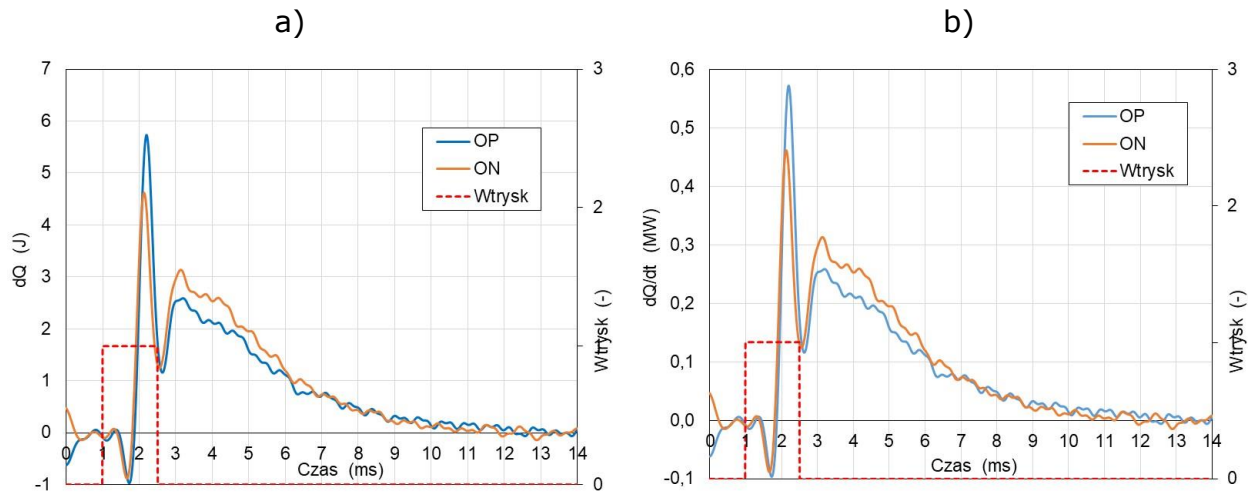 a)
b)
7
6
5
4
3
2
1
0
-1
dQ (J)
0 1 2 3 4 5 6 7 8 9 10 11 12 13 14
Czas (ms)
3
2
1
0
Wtrysk (-)
OP
ON
Wtrysk
0,6
0,5
0,4
0,3
0,2
0,1
0,0
-0,1
dQ/dt (MW)
0 1 2 3 4 5 6 7 8 9 10 11 12 13 14
Czas (ms)
3
2
1
0
Wtrysk (-)
OP
ON
Wtrysk